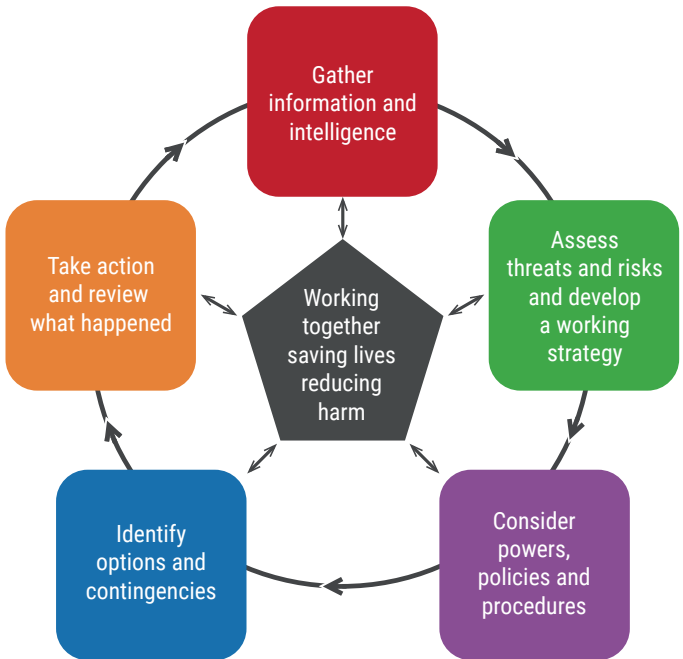 Gather
information and
intelligence
Assess
threats and risks
and develop
a working
strategy
Consider
powers,
policies and
procedures
Identify
options and
contingencies
Take action
and review
what happened
Working
together
saving lives
reducing
harm